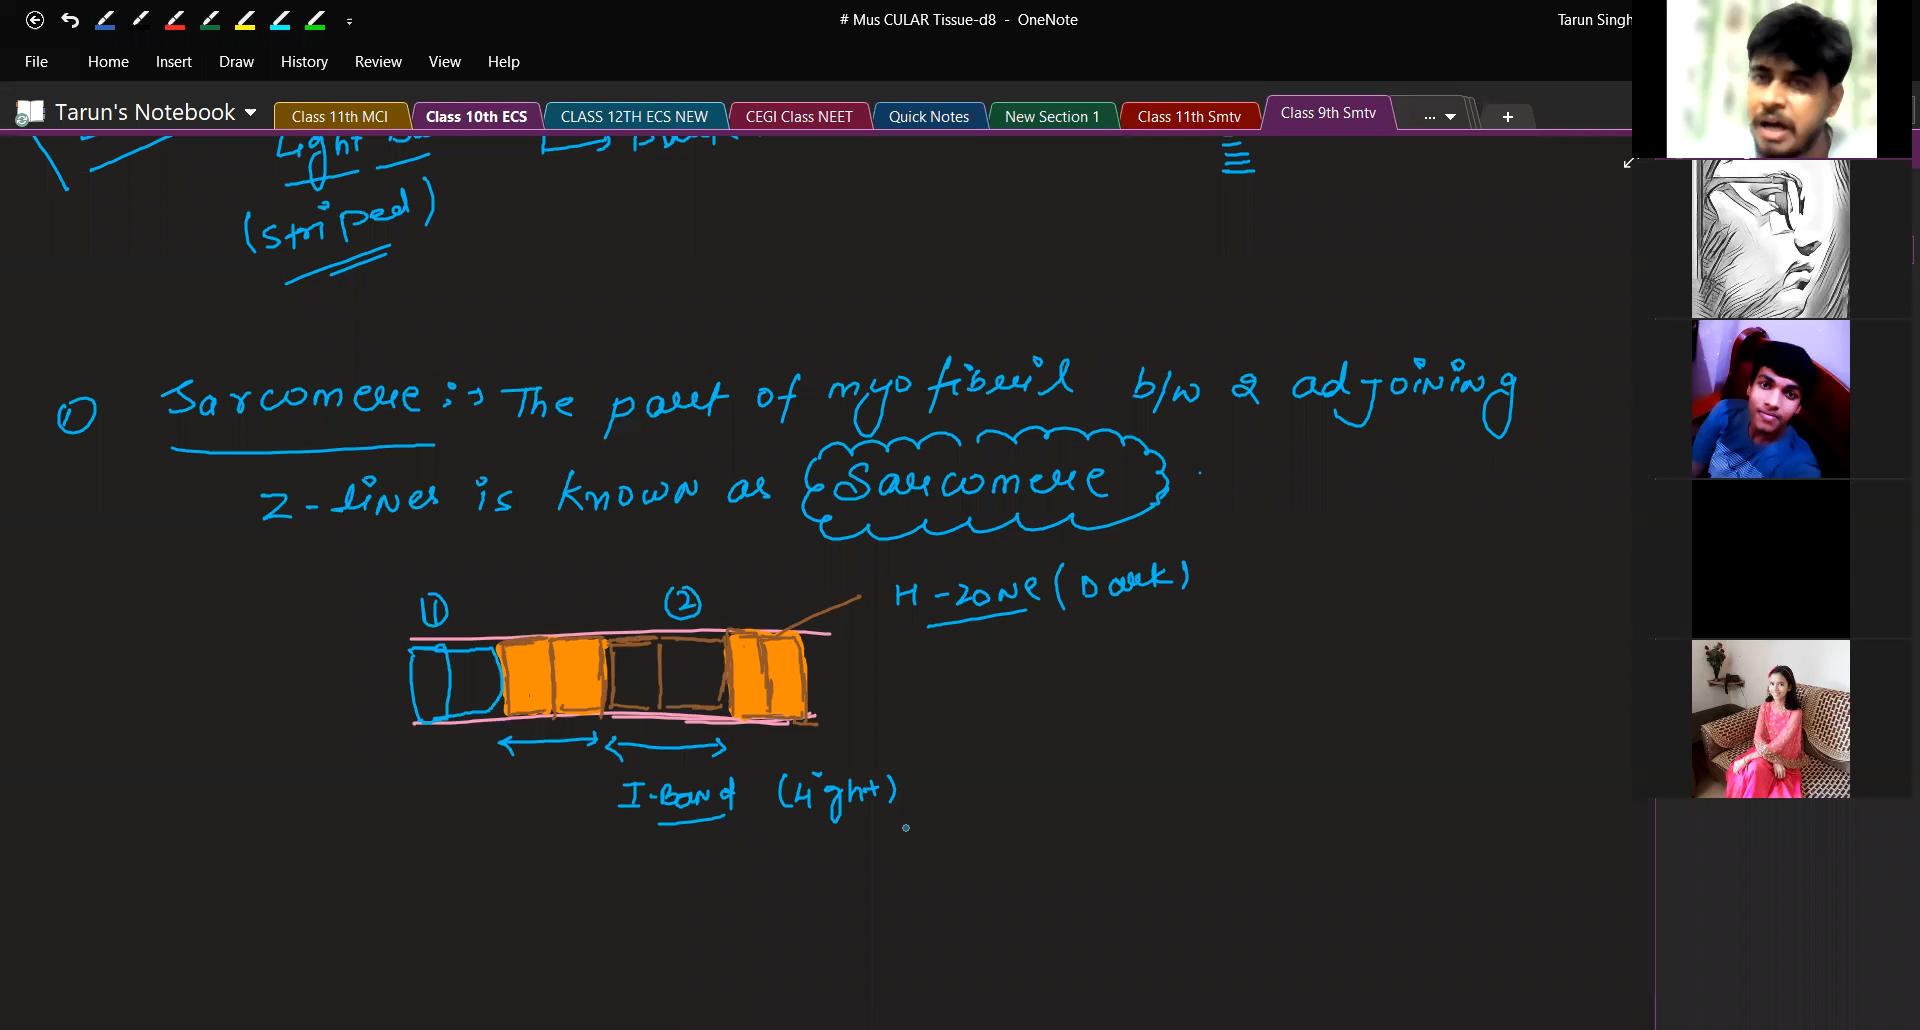 # Mus CULAR Tissue-d8 - OneNote
Tarun Singh
File Home Insert Draw History Review View Help
Tarun's Notebook
Class 11th MCI
Class 10th ECS
CLASS 12TH ECS NEW
CEGI Class NEET
Quick Notes
New Section 1
Class 11th Smtv
Class 9th Smtv
...
+
Light
(striped)
① Sarcomere :→ The part of myofibril b/w 2 adjoining
Z-lines is known as Sarcomere.
① ② H-zone (Dark)
I-Band (Light)